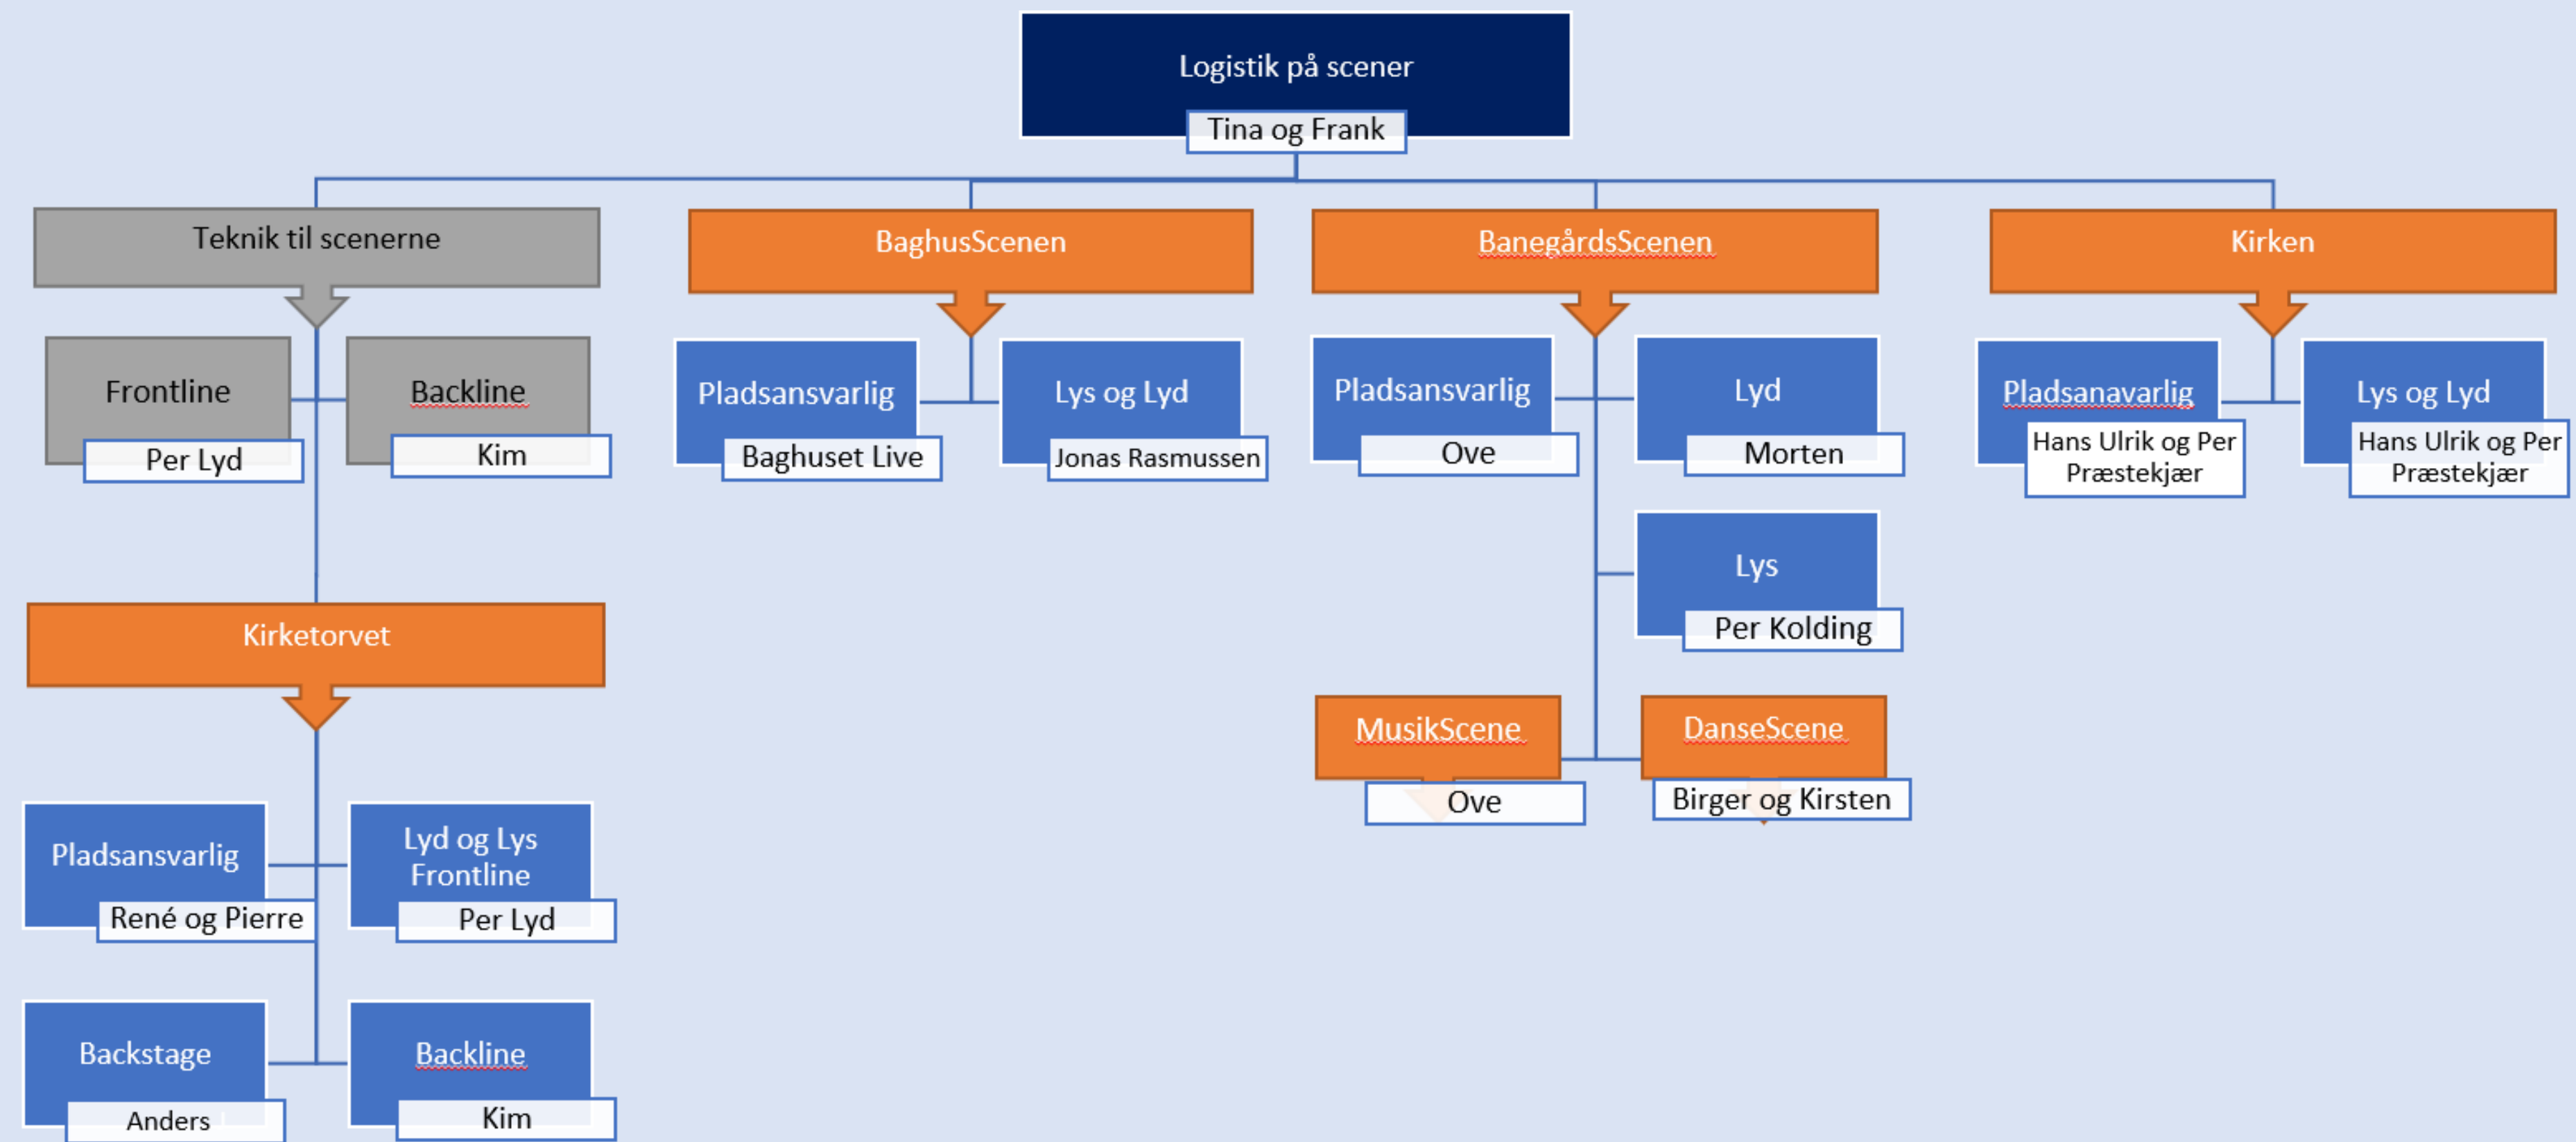 Logistik på scener
Tina og Frank
Teknik til scenerne
Frontline
Per Lyd
Backline
Kim
Kirketorvet
Pladsansvarlig
René og Pierre
Lyd og Lys
Frontline
Per Lyd
Backstage
Anders
Backline
Kim
BaghusScenen
Pladsansvarlig
Baghuset Live
Lys og Lyd
Jonas Rasmussen
BanegårdsScenen
Pladsansvarlig
Ove
Lyd
Morten
Lys
Per Kolding
MusikScene
Ove
DanseScene
Birger og Kirsten
Kirken
Pladsanavarlig
Hans Ulrik og Per
Præstekjær
Lys og Lyd
Hans Ulrik og Per
Præstekjær